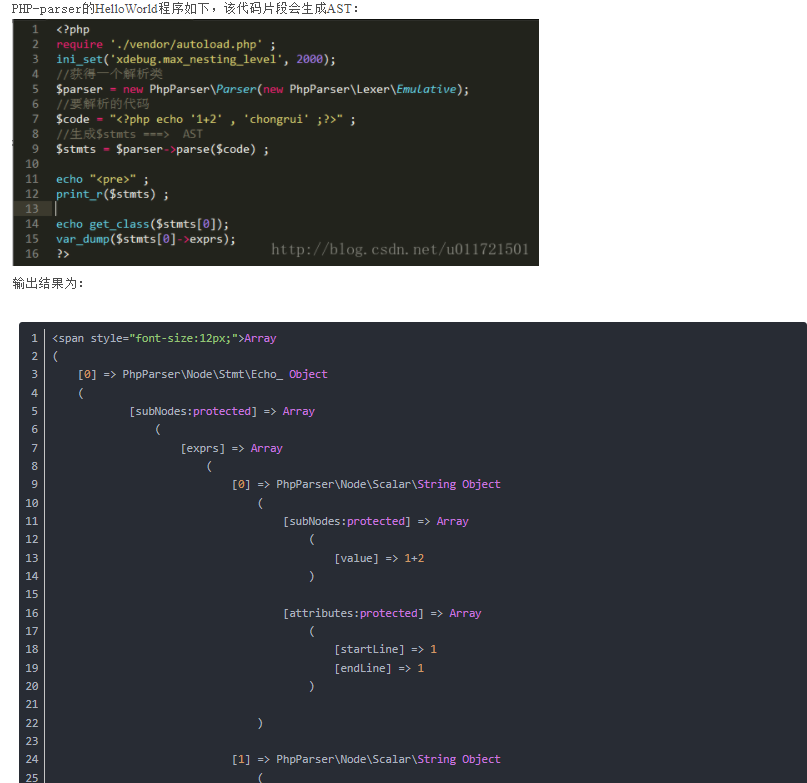 PHP-parser的HelloWorld程序如下，该代码片段会生成AST：
1 <?php
2 require './vendor/autoload.php' ;
3 ini_set('xdebug.max_nesting_level', 2000);
4 //获得一个解析类
5 $parser = new PhpParser\Parser(new PhpParser\Lexer\Emulative);
6 //要解析的代码
7 $code = "<?php echo '1+2' , 'chongrui' ;?>" ;
8 //生成$stmts ===> AST
9 $stmts = $parser->parse($code) ;
10
11 echo "<pre>" ;
12 print_r($stmts) ;
13
14 echo get_class($stmts[0]);
15 var_dump($stmts[0]->exprs);
16 ?>
http://blog.csdn.net/u011721501
输出结果为：
1 <span style="font-size:12px;">Array
2 (
3 [0] => PhpParser\Node\Stmt\Echo_ Object
4 (
5 [subNodes:protected] => Array
6 (
7 [exprs] => Array
8 (
9 [0] => PhpParser\Node\Scalar\String Object
10 (
11 [subNodes:protected] => Array
12 (
13 [value] => 1+2
14 )
15
16 [attributes:protected] => Array
17 (
18 [startLine] => 1
19 [endLine] => 1
20 )
21
22 )
23
24 [1] => PhpParser\Node\Scalar\String Object
25 (